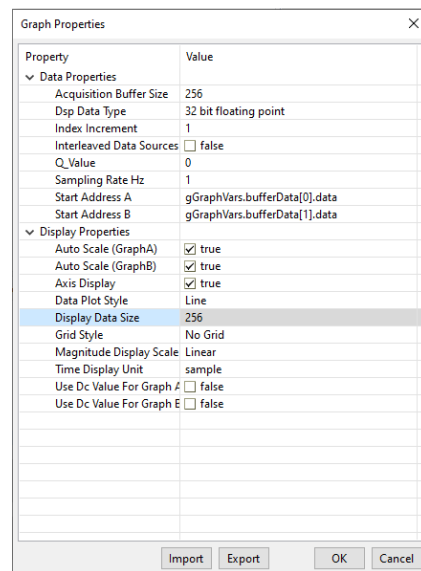 Graph Properties
Property Value
Data Properties
Acquisition Buffer Size 256
Dsp Data Type 32 bit floating point
Index Increment 1
Interleaved Data Sources false
Q_Value 0
Sampling Rate Hz 1
Start Address A gGraphVars.bufferData[0].data
Start Address B gGraphVars.bufferData[1].data
Display Properties
Auto Scale (GraphA) true
Auto Scale (GraphB) true
Axis Display true
Data Plot Style Line
Display Data Size 256
Grid Style No Grid
Magnitude Display Scale Linear
Time Display Unit sample
Use Dc Value For Graph A false
Use Dc Value For Graph B false
Import Export OK Cancel